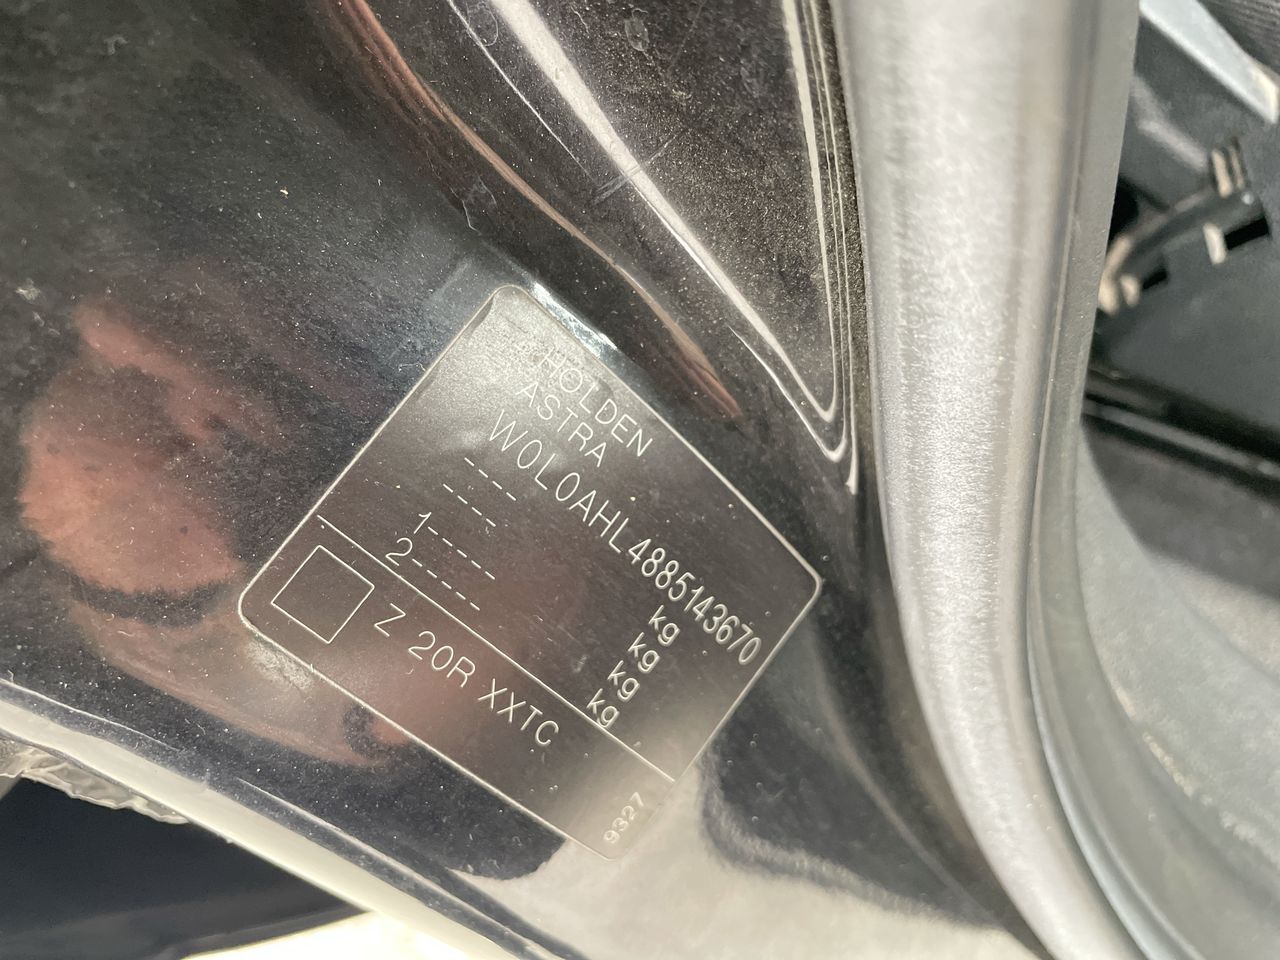 HOLDEN
ASTRA
W0L0AHL4885143670
---- kg
---- kg
1---- kg
2----- kg
Z 20R XXTC
9327